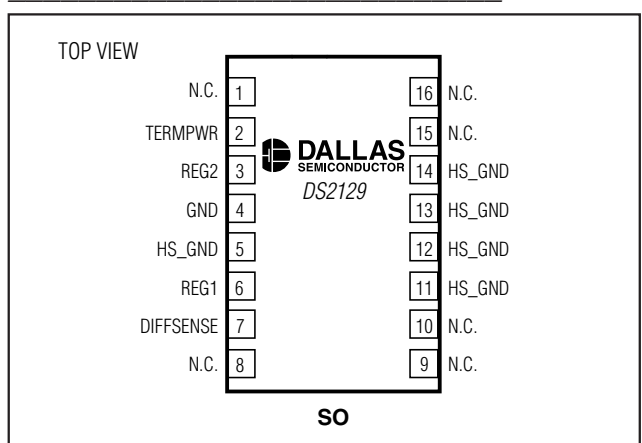 TOP VIEW
N.C. 1 16 N.C.
TERMPWR 2 15 N.C.
DALLAS
SEMICONDUCTOR
REG2 3 14 HS_GND
DS2129
GND 4 13 HS_GND
HS_GND 5 12 HS_GND
REG1 6 11 HS_GND
DIFFSENSE 7 10 N.C.
N.C. 8 9 N.C.
SO